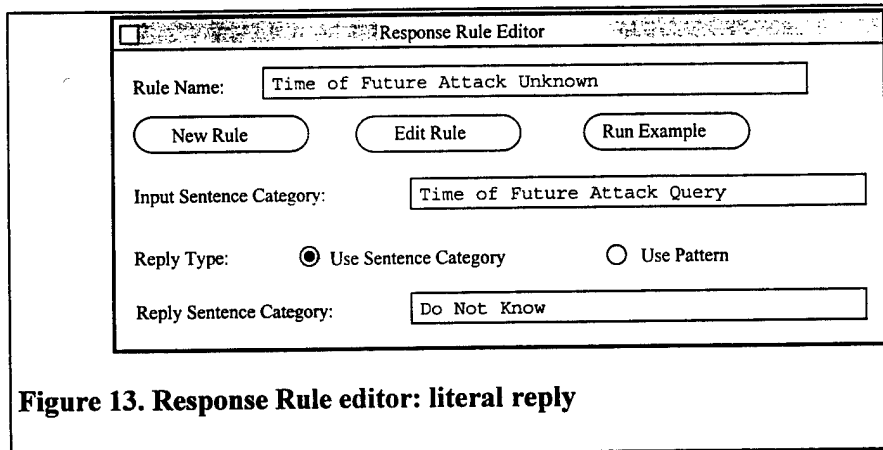 Response Rule Editor
Rule Name: Time of Future Attack Unknown
New Rule Edit Rule Run Example
Input Sentence Category: Time of Future Attack Query
Reply Type: Use Sentence Category Use Pattern
Reply Sentence Category: Do Not Know
Figure 13. Response Rule editor: literal reply